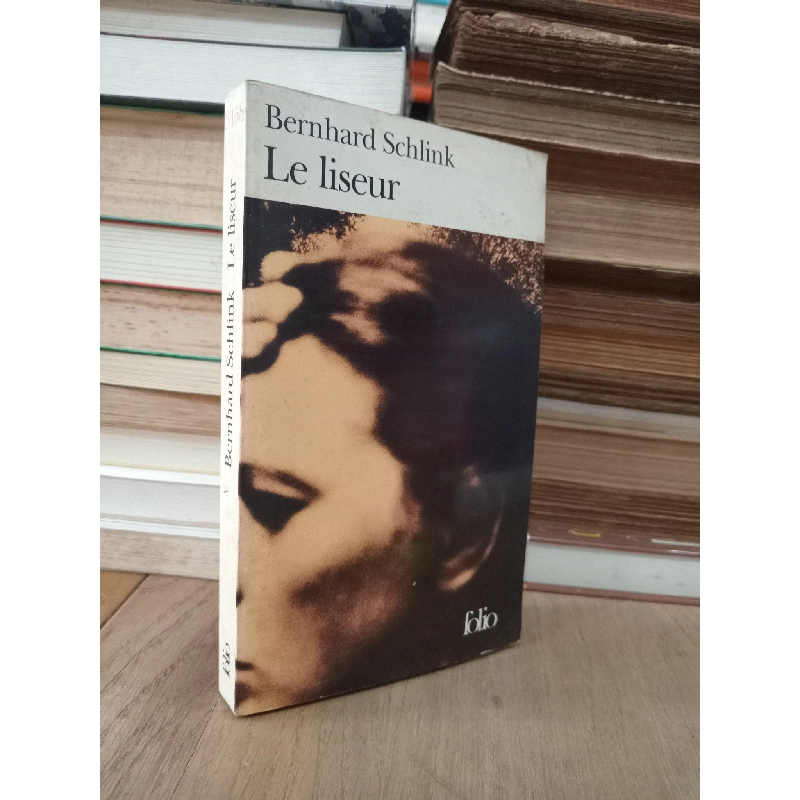 Bernhard Schlink
Le liseur
folio
Bernhard Schlink Le liseur
folio